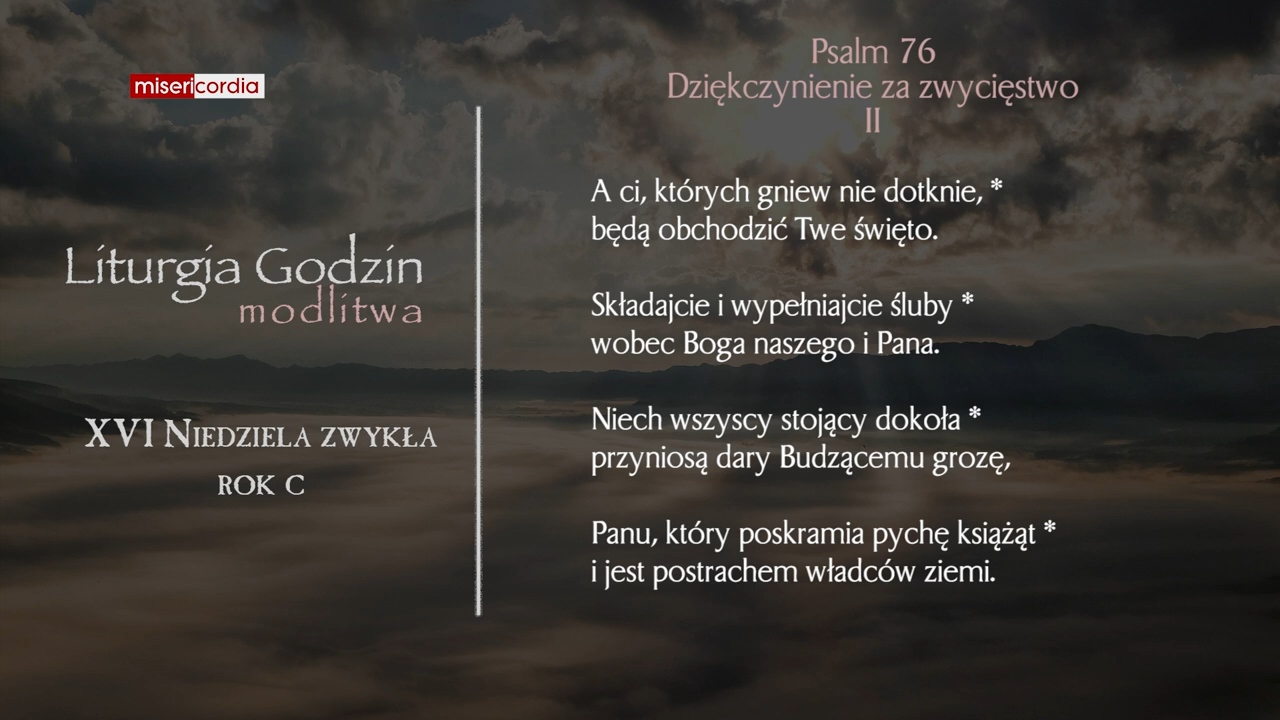 misericordia
Liturgia Godzin
modlitwa
XVI Niedziela zwykła
rok C
Psalm 76
Dziękczynienie za zwycięstwo
II
A ci, których gniew nie dotknie, *
będą obchodzić Twe święto.
Składajcie i wypełniajcie śluby *
wobec Boga naszego i Pana.
Niech wszyscy stojący dokoła *
przyniosą dary Budzącemu grozę,
Panu, który poskramia pychę książąt *
i jest postrachem władców ziemi.